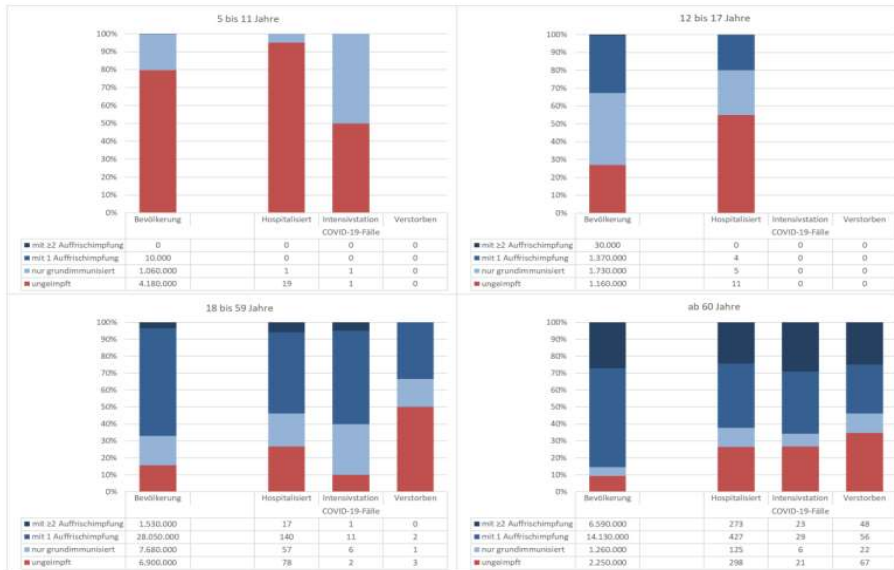 5 bis 11 Jahre
100%
90%
80%
70%
60%
50%
40%
30%
20%
10%
0%
Bevölkerung Hospitalisiert Intensivstation Verstorben
COVID-19-Fälle
mit ≥2 Auffrischimpfung 0 0 0 0
mit 1 Auffrischimpfung 10.000 0 0 0
nur grundimmunisiert 1.060.000 1 1 0
ungeimpft 4.180.000 19 1 0
12 bis 17 Jahre
100%
90%
80%
70%
60%
50%
40%
30%
20%
10%
0%
Bevölkerung Hospitalisiert Intensivstation Verstorben
COVID-19-Fälle
mit ≥2 Auffrischimpfung 30.000 0 0 0
mit 1 Auffrischimpfung 1.370.000 4 0 0
nur grundimmunisiert 1.730.000 5 0 0
ungeimpft 1.160.000 11 0 0
18 bis 59 Jahre
100%
90%
80%
70%
60%
50%
40%
30%
20%
10%
0%
Bevölkerung Hospitalisiert Intensivstation Verstorben
COVID-19-Fälle
mit ≥2 Auffrischimpfung 1.530.000 17 1 0
mit 1 Auffrischimpfung 28.050.000 140 11 2
nur grundimmunisiert 7.680.000 57 6 1
ungeimpft 6.900.000 78 2 3
ab 60 Jahre
100%
90%
80%
70%
60%
50%
40%
30%
20%
10%
0%
Bevölkerung Hospitalisiert Intensivstation Verstorben
COVID-19-Fälle
mit ≥2 Auffrischimpfung 6.590.000 273 23 48
mit 1 Auffrischimpfung 14.130.000 427 29 56
nur grundimmunisiert 1.260.000 125 6 22
ungeimpft 2.250.000 298 21 67